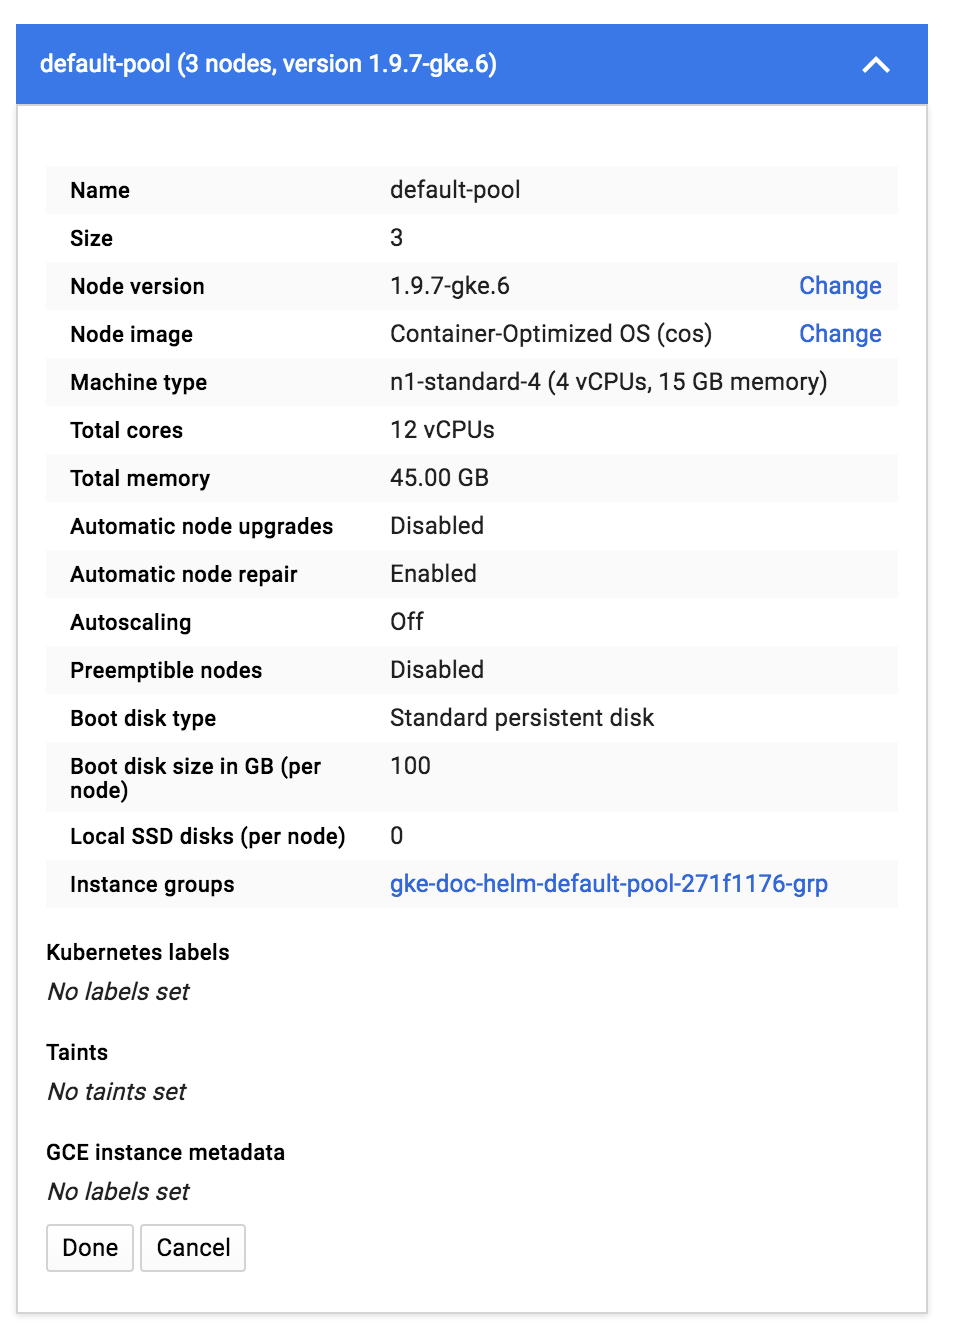 default-pool (3 nodes, version 1.9.7-gke.6)
Name default-pool
Size 3
Node version 1.9.7-gke.6 Change
Node image Container-Optimized OS (cos) Change
Machine type n1-standard-4 (4 vCPUs, 15 GB memory)
Total cores 12 vCPUs
Total memory 45.00 GB
Automatic node upgrades Disabled
Automatic node repair Enabled
Autoscaling Off
Preemptible nodes Disabled
Boot disk type Standard persistent disk
Boot disk size in GB (per 100
node)
Local SSD disks (per node) 0
Instance groups gke-doc-helm-default-pool-271f1176-grp
Kubernetes labels
No labels set
Taints
No taints set
GCE instance metadata
No labels set
Done Cancel